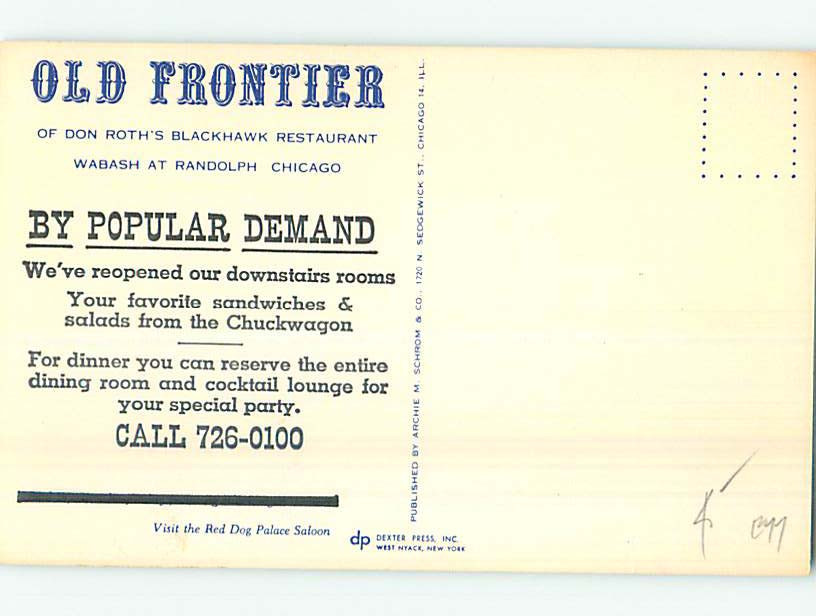 OLD FRONTIER
OF DON ROTH'S BLACKHAWK RESTAURANT
WABASH AT RANDOLPH CHICAGO
BY POPULAR DEMAND
We've reopened our downstairs rooms
Your favorite sandwiches &
salads from the Chuckwagon
For dinner you can reserve the entire
dining room and cocktail lounge for
your special party.
CALL 726-0100
Visit the Red Dog Palace Saloon
dp DEXTER PRESS, INC.
WEST NYACK, NEW YORK
PUBLISHED BY ARCHIE M. SCHROM & CO., 1720 N. SEDGEWICK ST., CHICAGO 14, ILL.